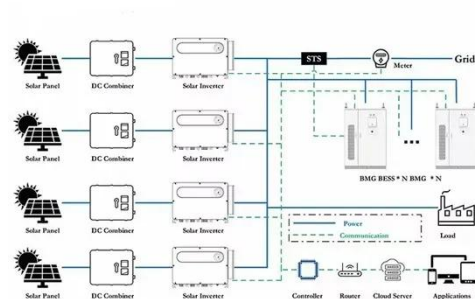 STS
Meter
Grid
Solar Panel
DC Combiner
Solar Inverter
Solar Panel
DC Combiner
Solar Inverter
BMG BESS * N BMG * N
Solar Panel
DC Combiner
Solar Inverter
Power
Communication
Loud
Solar Panel
DC Combiner
Solar Inverter
Controller
Router
Cloud Server
Applications